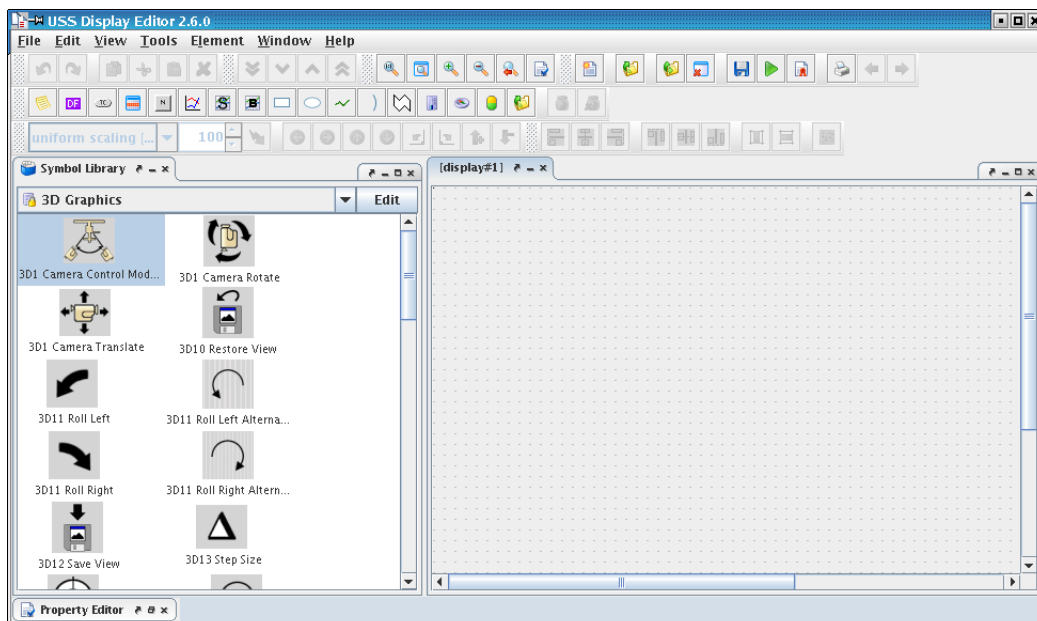 USS Display Editor 2.6.0
File Edit View Tools Element Window Help
DF TC N S B
uniform scaling [... 100
Symbol Library
[display#1]
3D Graphics Edit
3D1 Camera Control Mod...
3D1 Camera Rotate
3D1 Camera Translate
3D10 Restore View
3D11 Roll Left
3D11 Roll Left Alterna...
3D11 Roll Right
3D11 Roll Right Altern...
3D12 Save View
3D13 Step Size
Property Editor